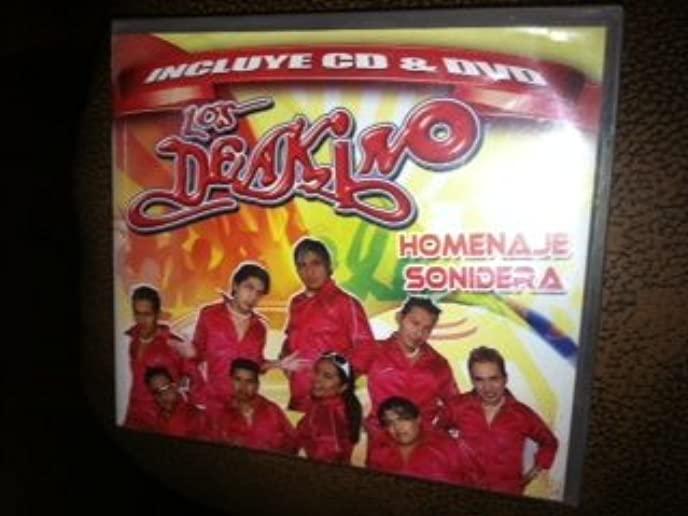 INCLUYE CD & DVD
LOS
DEAKINO
HOMENAJE
SONIDERA